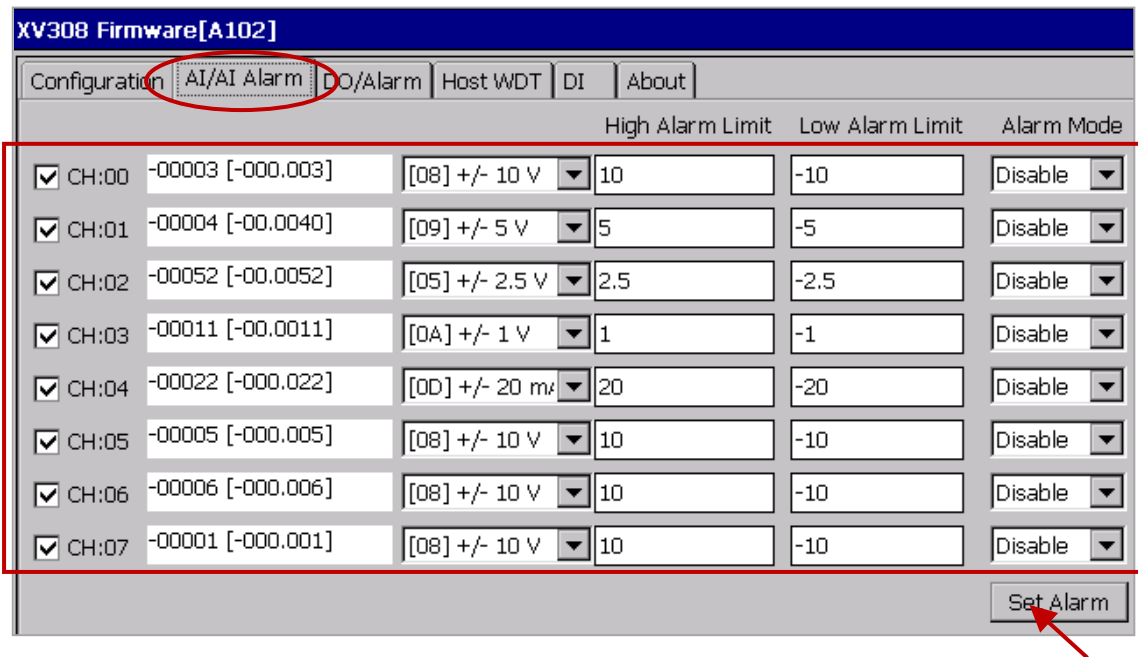 XV308 Firmware[A102]
Configuration AI/AI Alarm DO/Alarm Host WDT DI About
High Alarm Limit Low Alarm Limit Alarm Mode
CH:00 -00003 [-000.003] [08] +/- 10 V 10 -10 Disable
CH:01 -00004 [-00.0040] [09] +/- 5 V 5 -5 Disable
CH:02 -00052 [-00.0052] [05] +/- 2.5 V 2.5 -2.5 Disable
CH:03 -00011 [-00.0011] [0A] +/- 1 V 1 -1 Disable
CH:04 -00022 [-000.022] [0D] +/- 20 m 20 -20 Disable
CH:05 -00005 [-000.005] [08] +/- 10 V 10 -10 Disable
CH:06 -00006 [-000.006] [08] +/- 10 V 10 -10 Disable
CH:07 -00001 [-000.001] [08] +/- 10 V 10 -10 Disable
Set Alarm